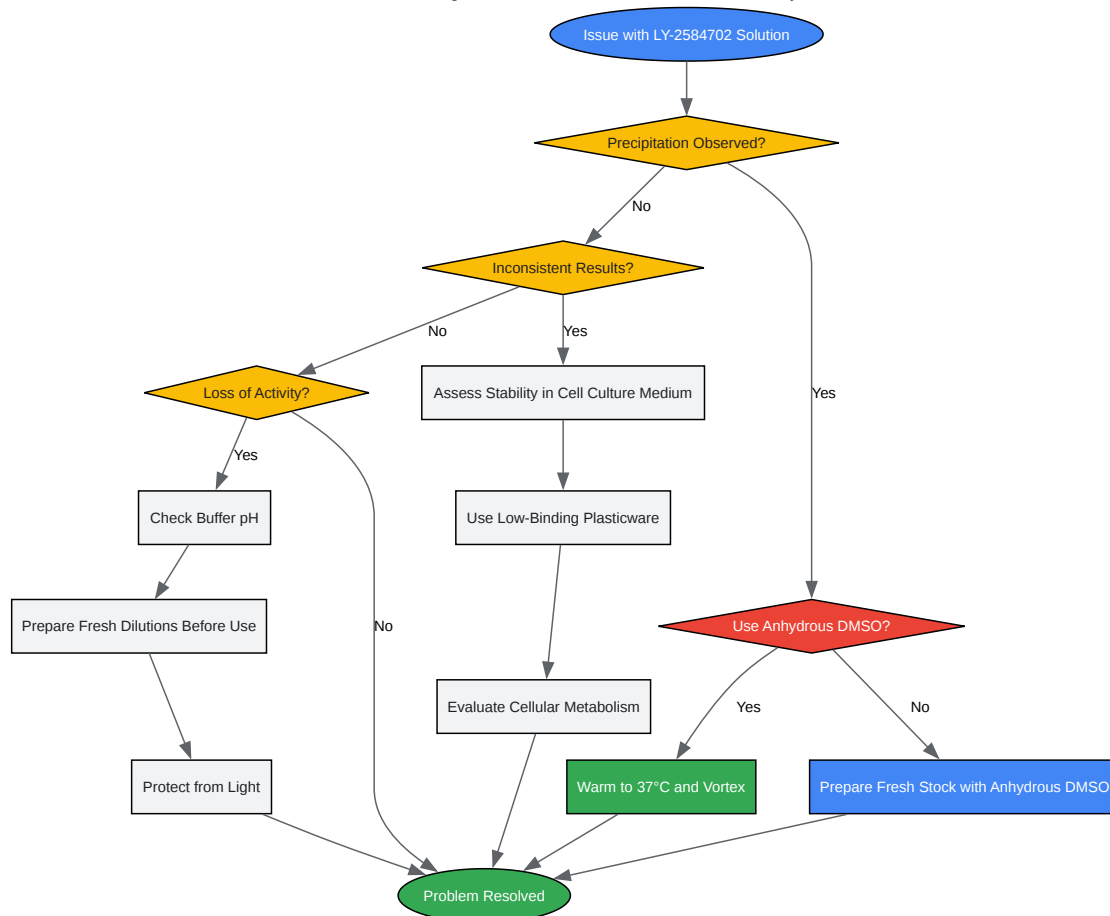 Issue with LY-2584702 Solution
Precipitation Observed?
No
Inconsistent Results?
No
Yes
Yes
Loss of Activity?
Assess Stability in Cell Culture Medium
Yes
Check Buffer pH
Use Low-Binding Plasticware
Prepare Fresh Dilutions Before Use
No
Use Anhydrous DMSO?
Evaluate Cellular Metabolism
Yes
No
Protect from Light
Warm to 37°C and Vortex
Prepare Fresh Stock with Anhydrous DMSO
Problem Resolved